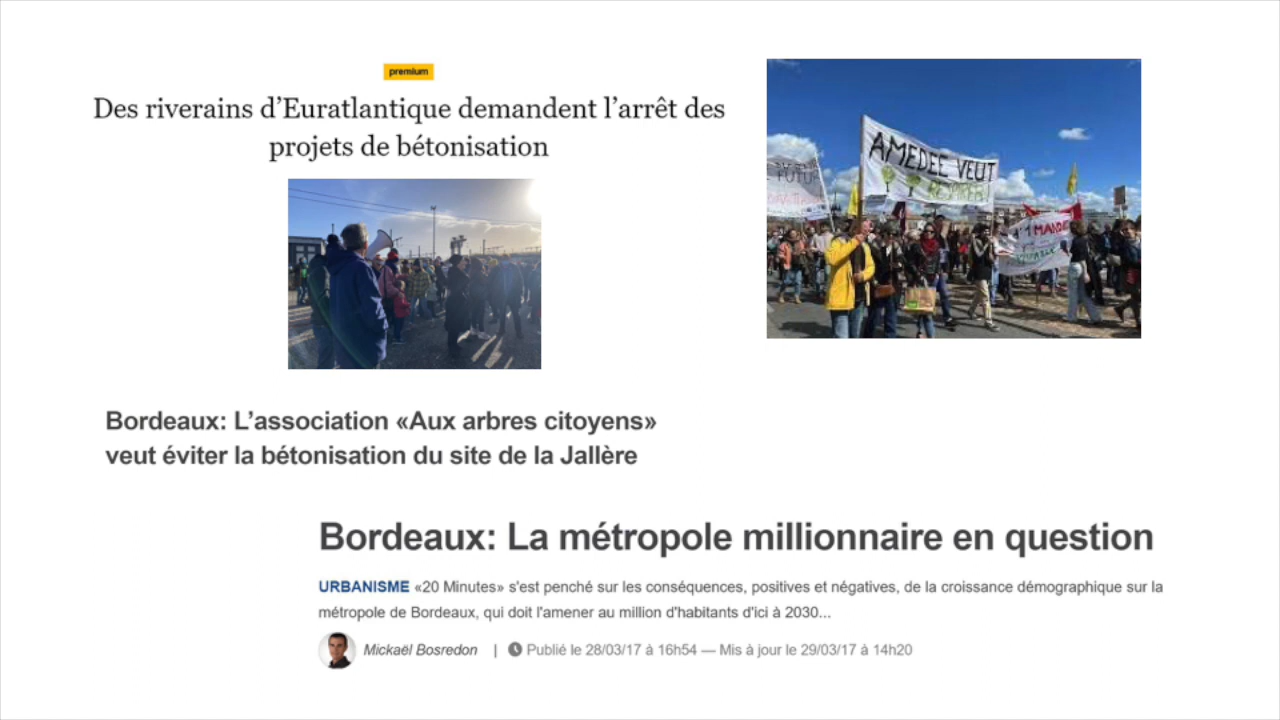 premium
Des riverains d’Euratlantique demandent l’arrêt des
projets de bétonisation
AMEDEE VEUT
RESPIRER!
Bordeaux: L’association «Aux arbres citoyens»
veut éviter la bétonisation du site de la Jallère
Bordeaux: La métropole millionnaire en question
URBANISME «20 Minutes» s'est penché sur les conséquences, positives et négatives, de la croissance démographique sur la
métropole de Bordeaux, qui doit l'amener au million d'habitants d'ici à 2030...
Mickaël Bosredon | Publié le 28/03/17 à 16h54 — Mis à jour le 29/03/17 à 14h20